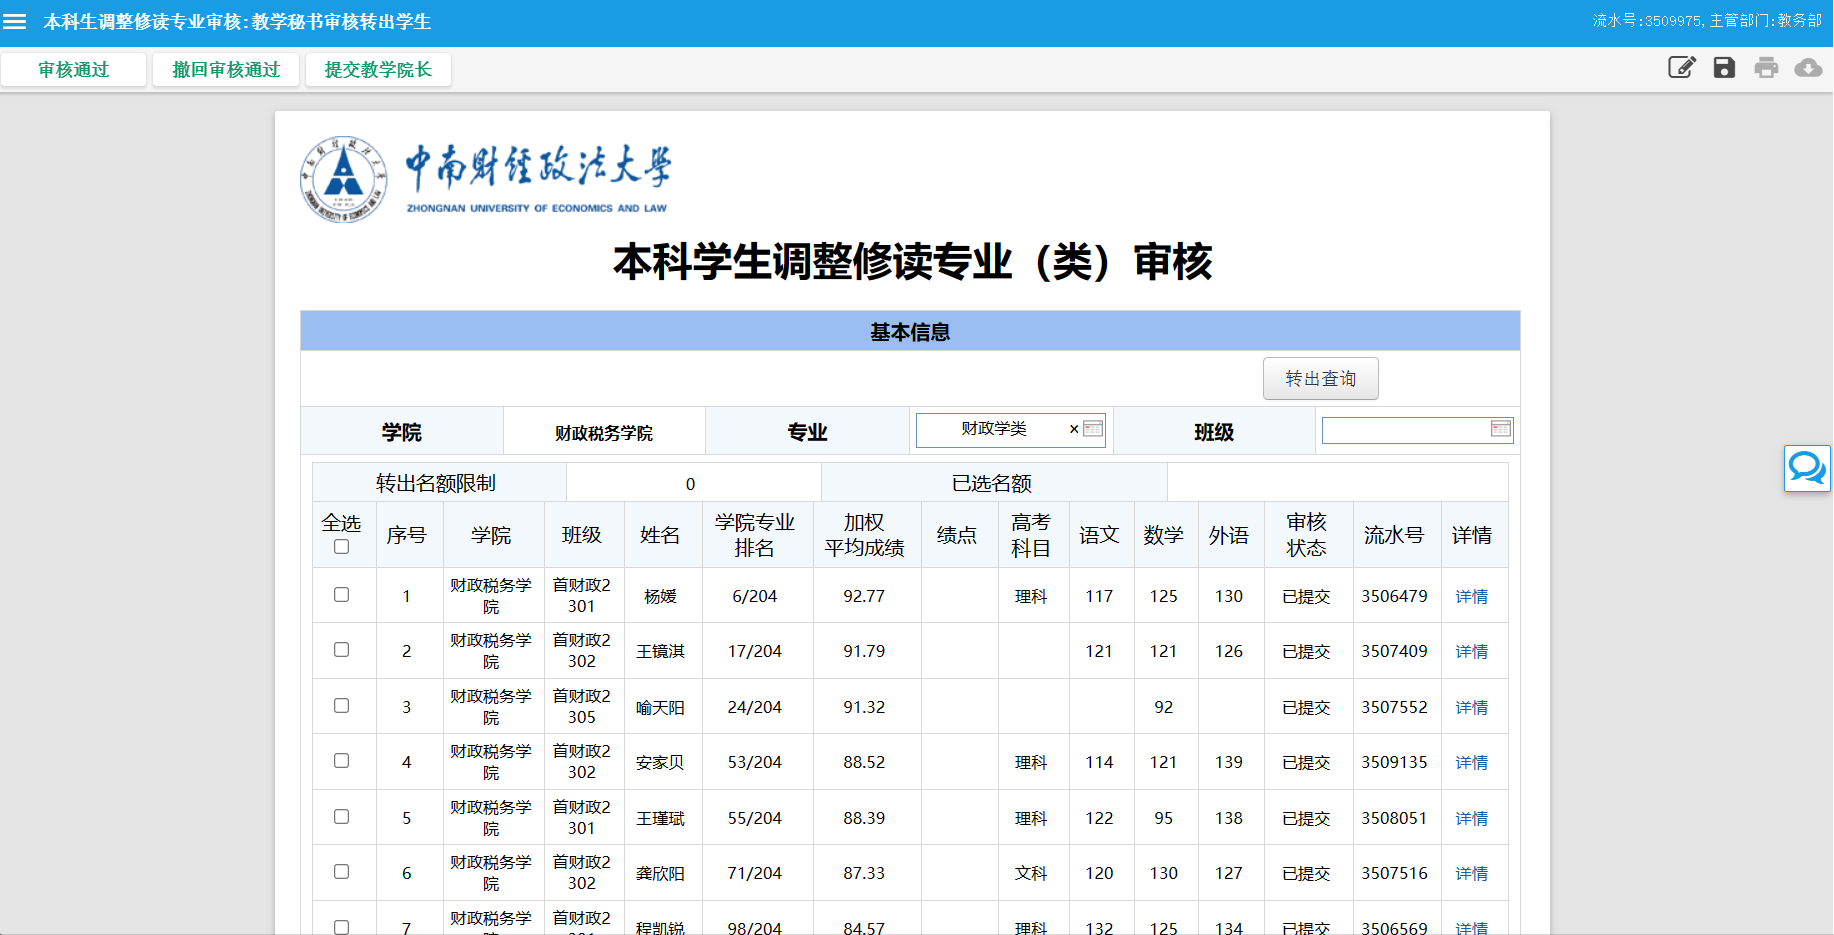 本科生调整修读专业审核:教学秘书审核转出学生
流水号:3509975,主管部门:教务部
审核通过 撤回审核通过 提交教学院长
中南财经政法大学
ZHONGNAN UNIVERSITY OF ECONOMICS AND LAW
本科学生调整修读专业（类）审核
基本信息
转出查询
学院 财政税务学院 专业 财政学类 × 班级
转出名额限制 0 已选名额
全选 序号 学院 班级 姓名 学院专业排名 加权平均成绩 绩点 高考科目 语文 数学 外语 审核状态 流水号 详情
1 财政税务学院 首财政2301 杨媛 6/204 92.77 理科 117 125 130 已提交 3506479 详情
2 财政税务学院 首财政2302 王镜淇 17/204 91.79 121 121 126 已提交 3507409 详情
3 财政税务学院 首财政2305 喻天阳 24/204 91.32 92 已提交 3507552 详情
4 财政税务学院 首财政2302 安家贝 53/204 88.52 理科 114 121 139 已提交 3509135 详情
5 财政税务学院 首财政2301 王瑾珷 55/204 88.39 理科 122 95 138 已提交 3508051 详情
6 财政税务学院 首财政2302 龚欣阳 71/204 87.33 文科 120 130 127 已提交 3507516 详情
7 财政税务学 首财政2 程凯锐 98/204 84.57 理科 132 125 134 已提交 3506569 详情